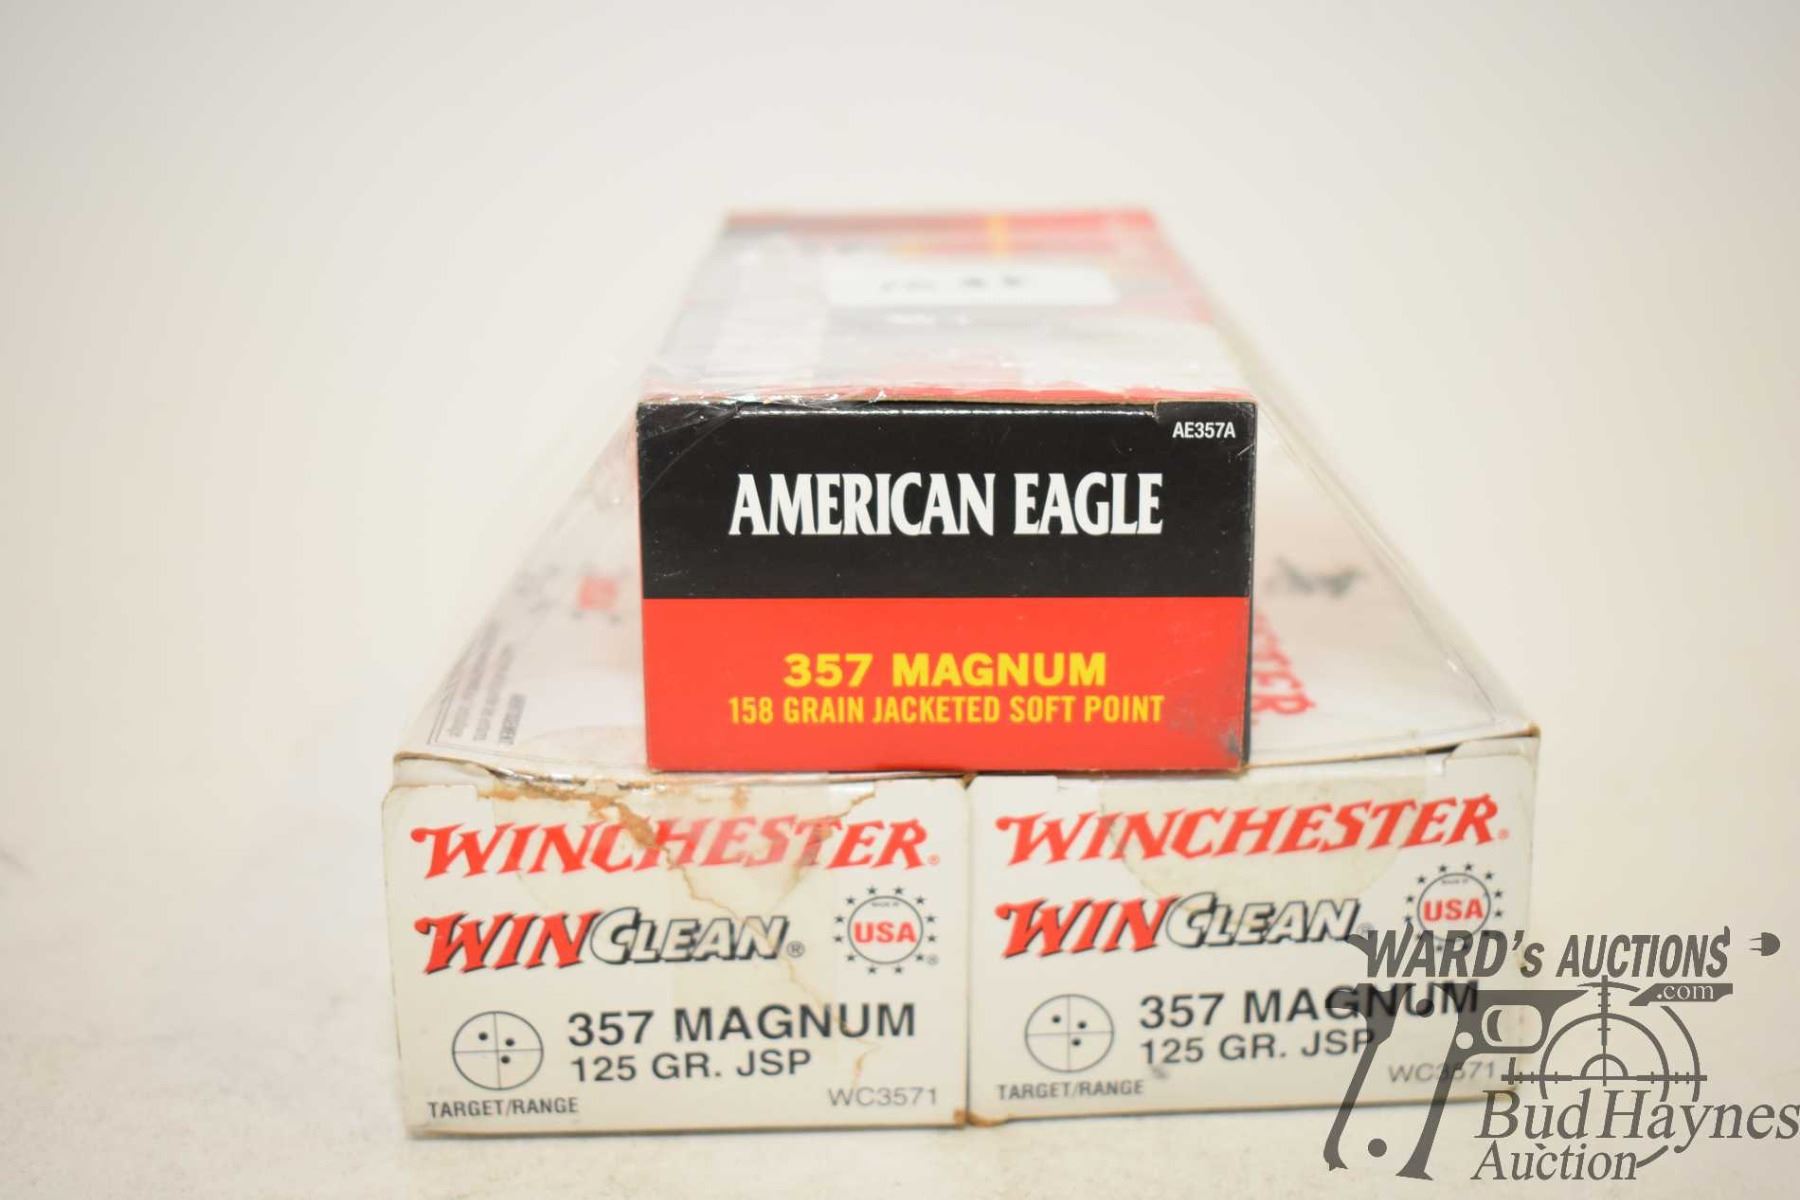 AE357A
AMERICAN EAGLE
357 MAGNUM
158 GRAIN JACKETED SOFT POINT
WINCHESTER®
WINCLEAN®
USA
357 MAGNUM
125 GR. JSP
TARGET/RANGE
WC3571
WINCHESTER®
WINCLEAN®
USA
357 MAGNUM
125 GR. JSP
TARGET/RANGE
WC3571
WARD's AUCTIONS
.com
Bud Haynes
Auction